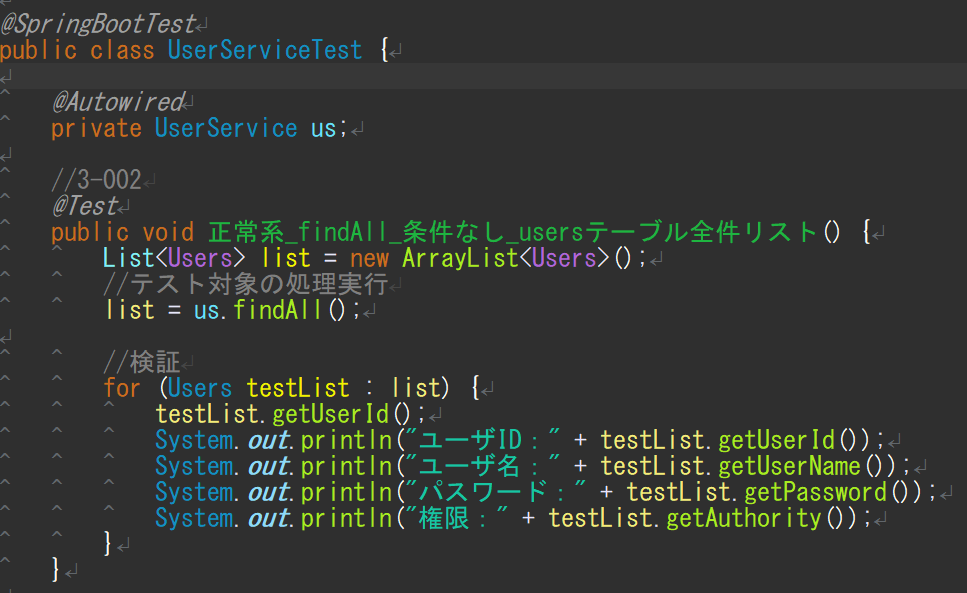 @SpringBootTest
public class UserServiceTest {
@Autowired
private UserService us;
//3-002
@Test
public void 正常系_findAll_条件なし_usersテーブル全件リスト() {
List<Users> list = new ArrayList<Users>();
//テスト対象の処理実行
list = us.findAll();
//検証
for (Users testList : list) {
testList.getUserId();
System.out.println("ユーザID：" + testList.getUserId());
System.out.println("ユーザ名：" + testList.getUserName());
System.out.println("パスワード：" + testList.getPassword());
System.out.println("権限：" + testList.getAuthority());
}
}